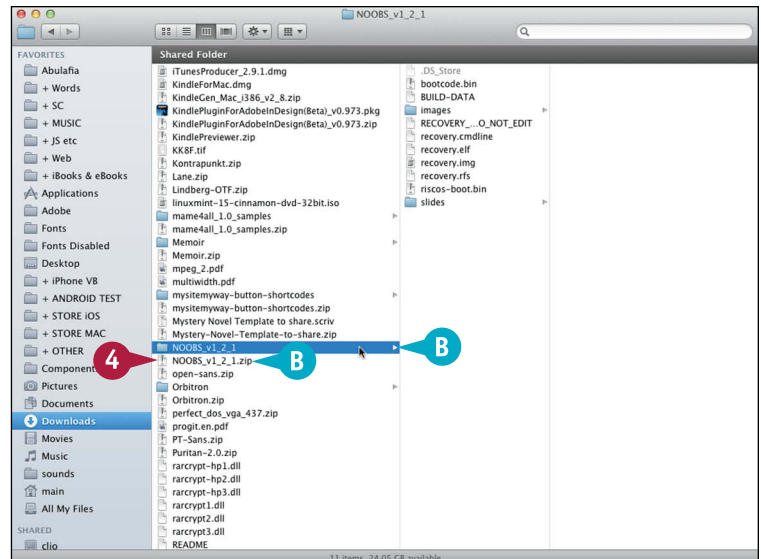 NOOBS_v1_2_1
FAVORITES
Abulafia
+ Words
+ SC
+ MUSIC
+ JS etc
+ Web
+ iBooks & eBooks
Applications
Adobe
Fonts
Fonts Disabled
Desktop
+ iPhone VB
+ ANDROID TEST
+ STORE iOS
+ STORE MAC
+ OTHER
Component
Pictures
Documents
Downloads
Movies
Music
sounds
main
All My Files
SHARED
clio
Shared Folder
iTunesProducer_2.9.1.dmg
KindleForMac.dmg
KindleGen_Mac_i386_v2_8.zip
KindlePluginForAdobeInDesign(Beta)_v0.973.pkg
KindlePluginForAdobeInDesign(Beta)_v0.973.zip
KindlePreviewer.zip
KK8F.tif
Kontrapunkt.zip
Lane.zip
Lindberg-OTF.zip
linuxmint-15-cinnamon-dvd-32bit.iso
mame4all_1.0_samples
mame4all_1.0_samples.zip
Memoir
Memoir.zip
mpeg_2.pdf
multiwidth.pdf
mysitemyway-button-shortcodes
mysitemyway-button-shortcodes.zip
Mystery Novel Template to share.scriv
Mystery-Novel-Template-to-share.zip
NOOBS_v1_2_1
B
4
NOOBS_v1_2_1.zip
B
open-sans.zip
Orbitron
Orbitron.zip
perfect_dos_vga_437.zip
progit.en.pdf
PT-Sans.zip
Puritan-2.0.zip
rarcrypt-hp1.dll
rarcrypt-hp2.dll
rarcrypt-hp3.dll
rarcrypt1.dll
rarcrypt2.dll
rarcrypt3.dll
README
.DS_Store
bootcode.bin
BUILD-DATA
images
RECOVERY_...O_NOT_EDIT
recovery.cmdline
recovery.elf
recovery.img
recovery.rfs
riscos-boot.bin
slides
11 items, 24.05 GB available